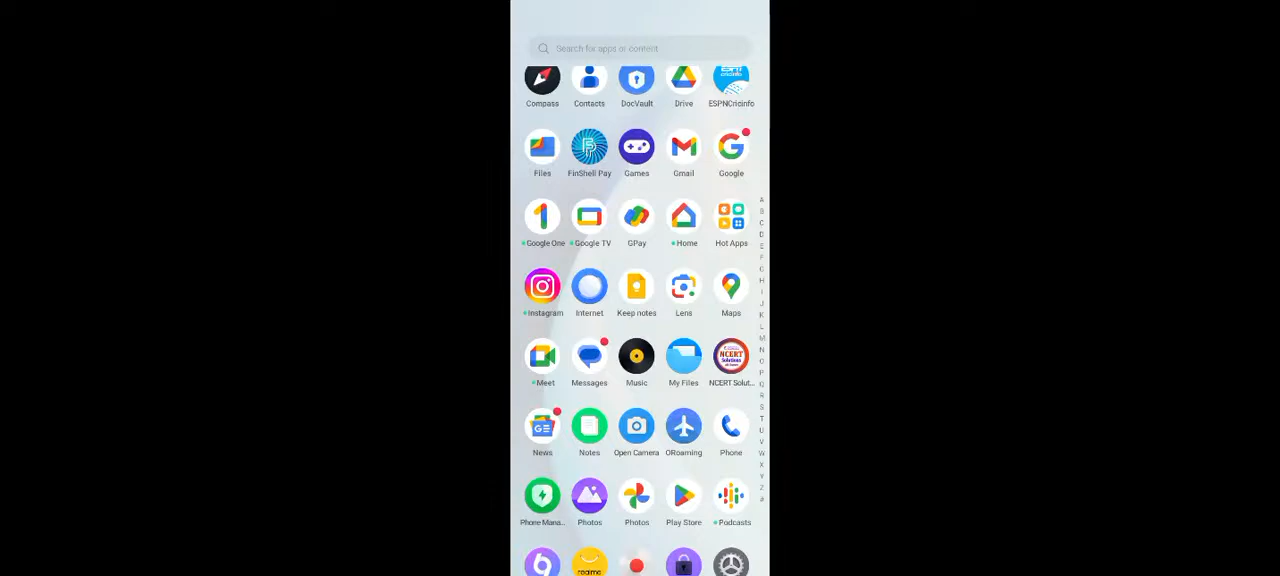 Search for apps or content
Compass Contacts DocVault Drive ESPNCricinfo
Files FinShell Pay Games Gmail Google
Google One Google TV GPay Home Hot Apps
Instagram Internet Keep notes Lens Maps
Meet Messages Music My Files NCERT Solut...
News Notes Open Camera ORoaming Phone
Phone Mana... Photos Photos Play Store Podcasts
realme
A
B
C
D
E
F
G
H
I
J
K
L
M
N
O
P
Q
R
S
T
U
V
W
X
Y
Z
#